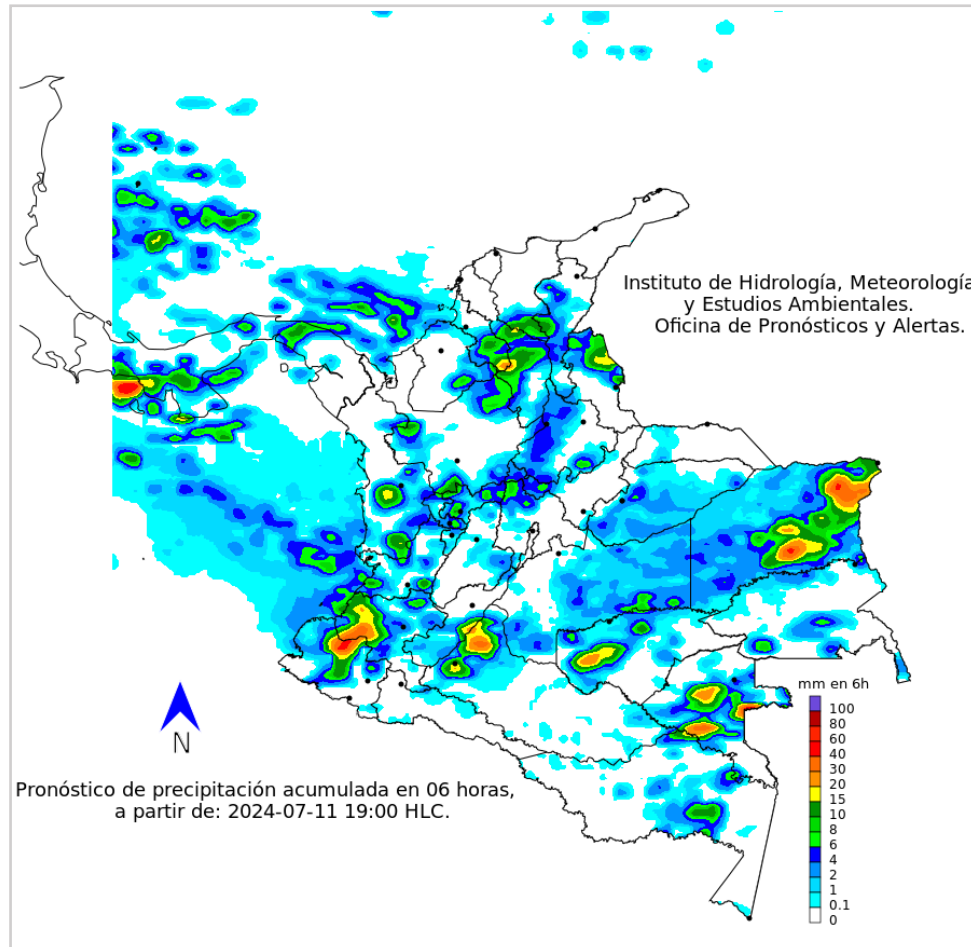 Instituto de Hidrología, Meteorología
y Estudios Ambientales.
Oficina de Pronósticos y Alertas.
mm en 6h
100
80
60
40
30
20
15
10
8
6
4
2
1
0.1
0
N
Pronóstico de precipitación acumulada en 06 horas,
a partir de: 2024-07-11 19:00 HLC.